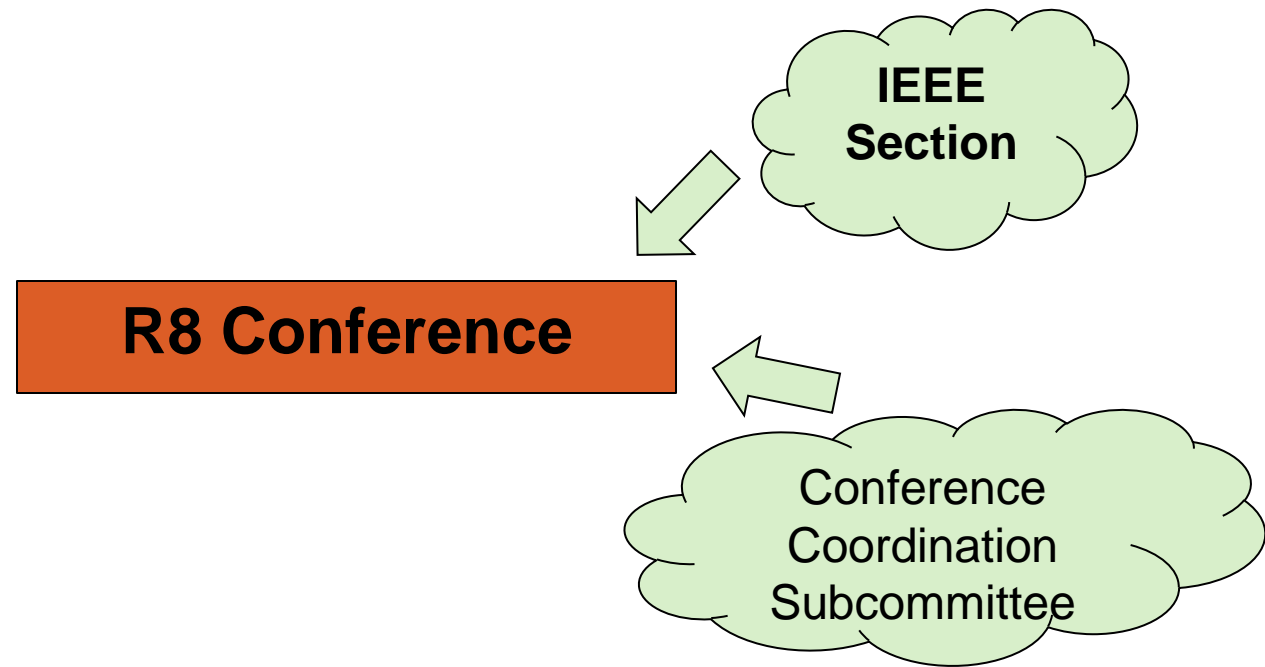 IEEE
Section
R8 Conference
Conference
Coordination
Subcommittee